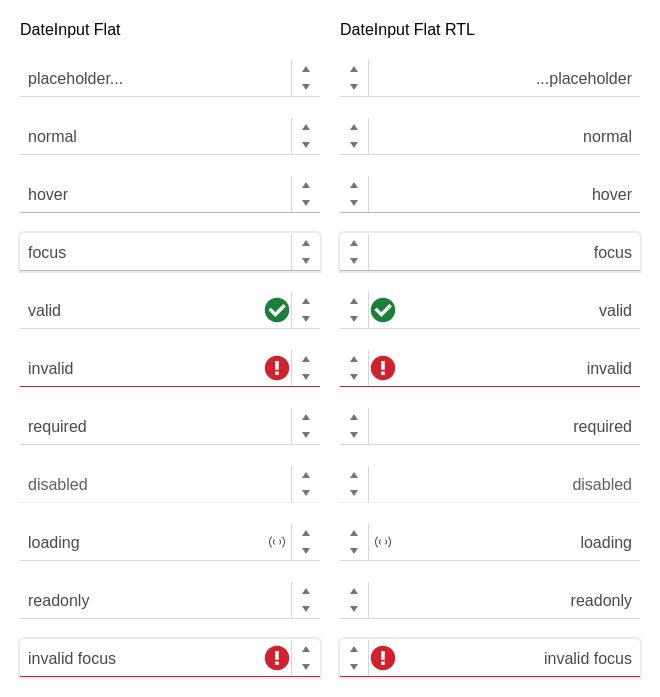 DateInput Flat
placeholder...
normal
hover
focus
valid
invalid
required
disabled
loading
readonly
invalid focus
DateInput Flat RTL
...placeholder
normal
hover
focus
valid
invalid
required
disabled
loading
readonly
invalid focus